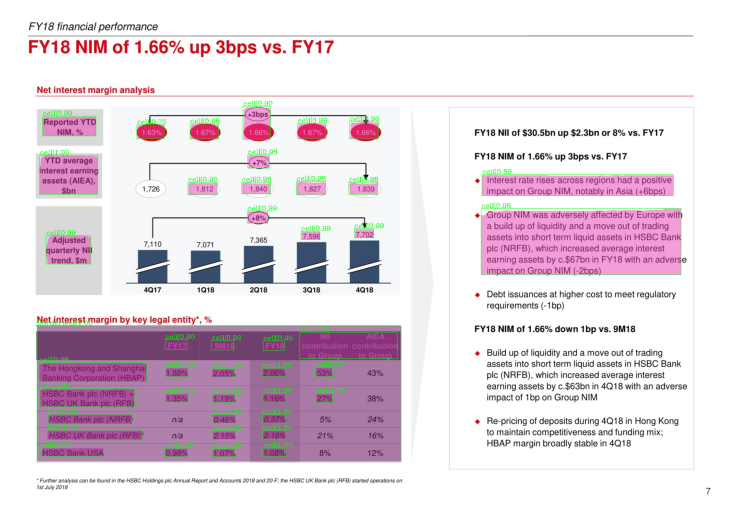 FY18 financial performance
FY18 NIM of 1.66% up 3bps vs. FY17
Net interest margin analysis
Reported YTD
NIM, %
+3bps
1.63%
1.67%
1.66%
1.67%
1.66%
YTD average
interest earning
assets (AIEA),
$bn
+7%
1,726
1,812
1,840
1,827
1,839
Adjusted
quarterly NII
trend, $m
+8%
7,110
7,071
7,365
7,596
7,702
4Q17
1Q18
2Q18
3Q18
4Q18
Net interest margin by key legal entity*, %
FY17 9M18 FY18 NII contribution to Group AIEA contribution to Group
The Hongkong and Shanghai
Banking Corporation (HBAP) 1.88% 2.05% 2.06% 53% 43%
HSBC Bank plc (NRFB) +
HSBC UK Bank plc (RFB) 1.35% 1.19% 1.16% 27% 38%
HSBC Bank plc (NRFB) n/a 0.46% 0.37% 5% 24%
HSBC UK Bank plc (RFB)* n/a 2.15% 2.16% 21% 16%
HSBC Bank USA 0.98% 1.07% 1.08% 8% 12%
* Further analysis can be found in the HSBC Holdings plc Annual Report and Accounts 2018 and 20-F; the HSBC UK Bank plc (RFB) started operations on
1st July 2018
FY18 NII of $30.5bn up $2.3bn or 8% vs. FY17
FY18 NIM of 1.66% up 3bps vs. FY17
Interest rate rises across regions had a positive
impact on Group NIM, notably in Asia (+6bps)
Group NIM was adversely affected by Europe with
a build up of liquidity and a move out of trading
assets into short term liquid assets in HSBC Bank
plc (NRFB), which increased average interest
earning assets by c.$67bn in FY18 with an adverse
impact on Group NIM (-2bps)
Debt issuances at higher cost to meet regulatory
requirements (-1bp)
FY18 NIM of 1.66% down 1bp vs. 9M18
Build up of liquidity and a move out of trading
assets into short term liquid assets in HSBC Bank
plc (NRFB), which increased average interest
earning assets by c.$63bn in 4Q18 with an adverse
impact of 1bp on Group NIM
Re-pricing of deposits during 4Q18 in Hong Kong
to maintain competitiveness and funding mix;
HBAP margin broadly stable in 4Q18
7